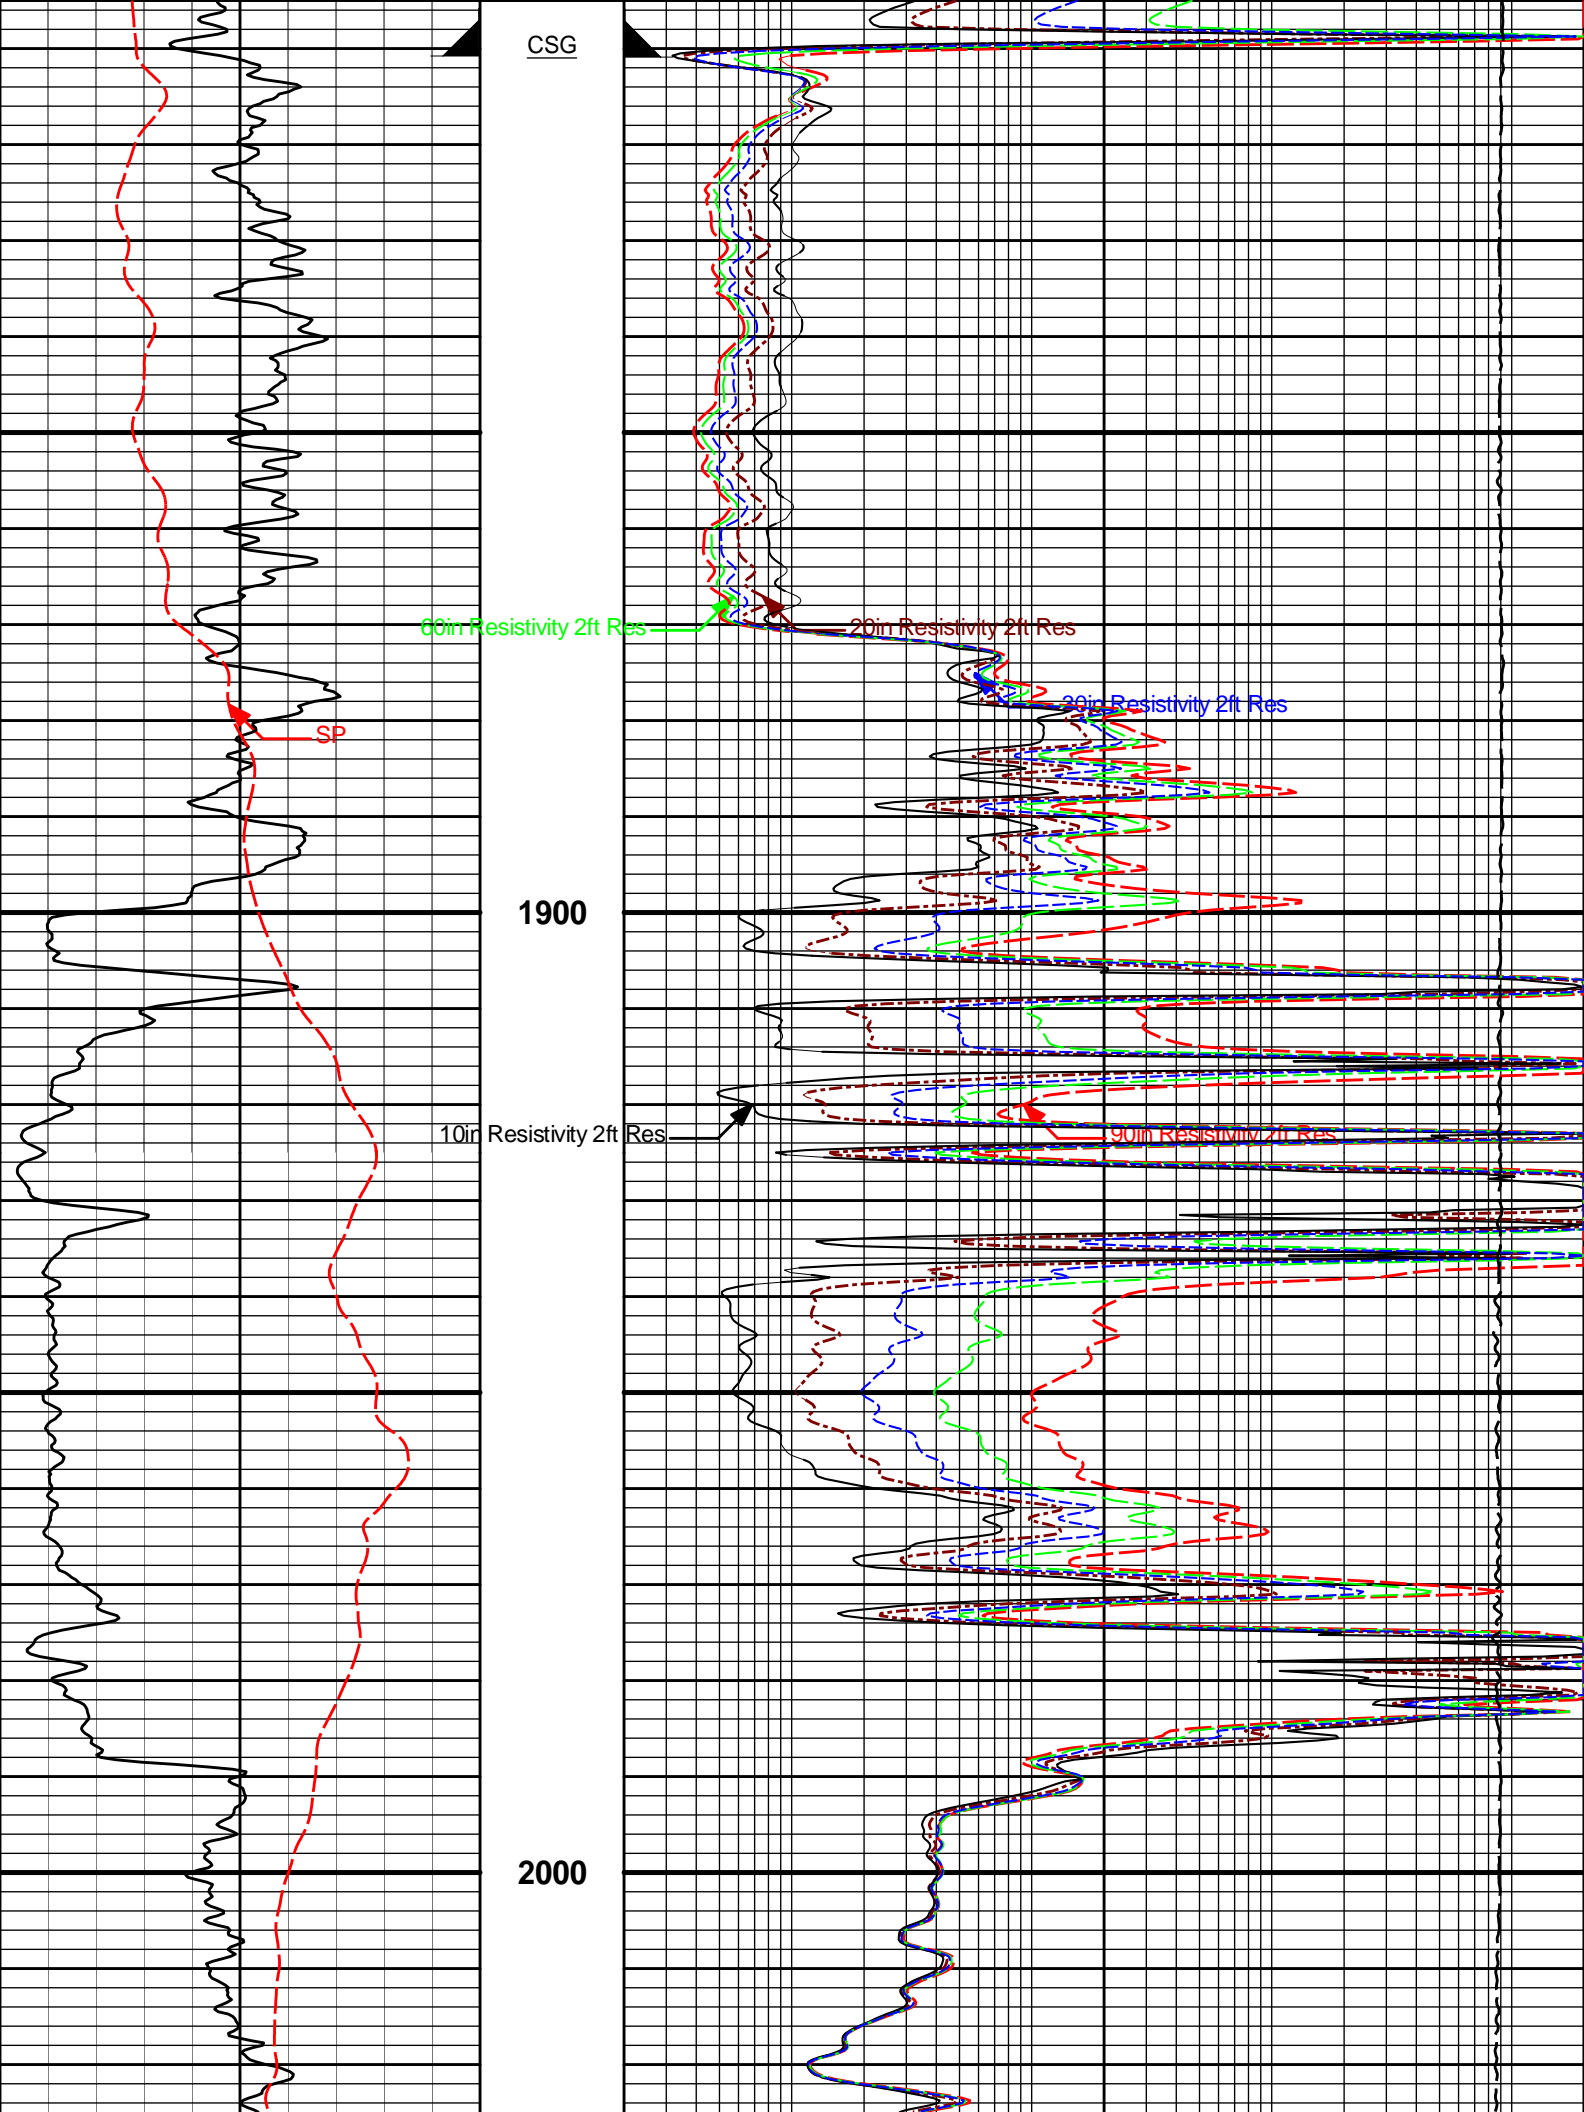 CSG
60in Resistivity 2ft Res
20in Resistivity 2ft Res
30in Resistivity 2ft Res
SP
1900
10in Resistivity 2ft Res
90in Resistivity 2ft Res
2000